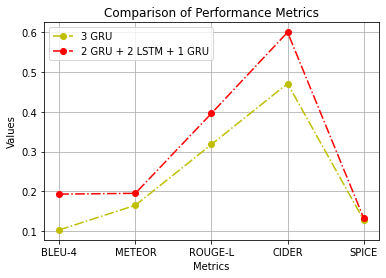 Comparison of Performance Metrics
3 GRU
2 GRU + 2 LSTM + 1 GRU
0.6
0.5
0.4
0.3
0.2
0.1
Values
BLEU-4 METEOR ROUGE-L CIDER SPICE
Metrics